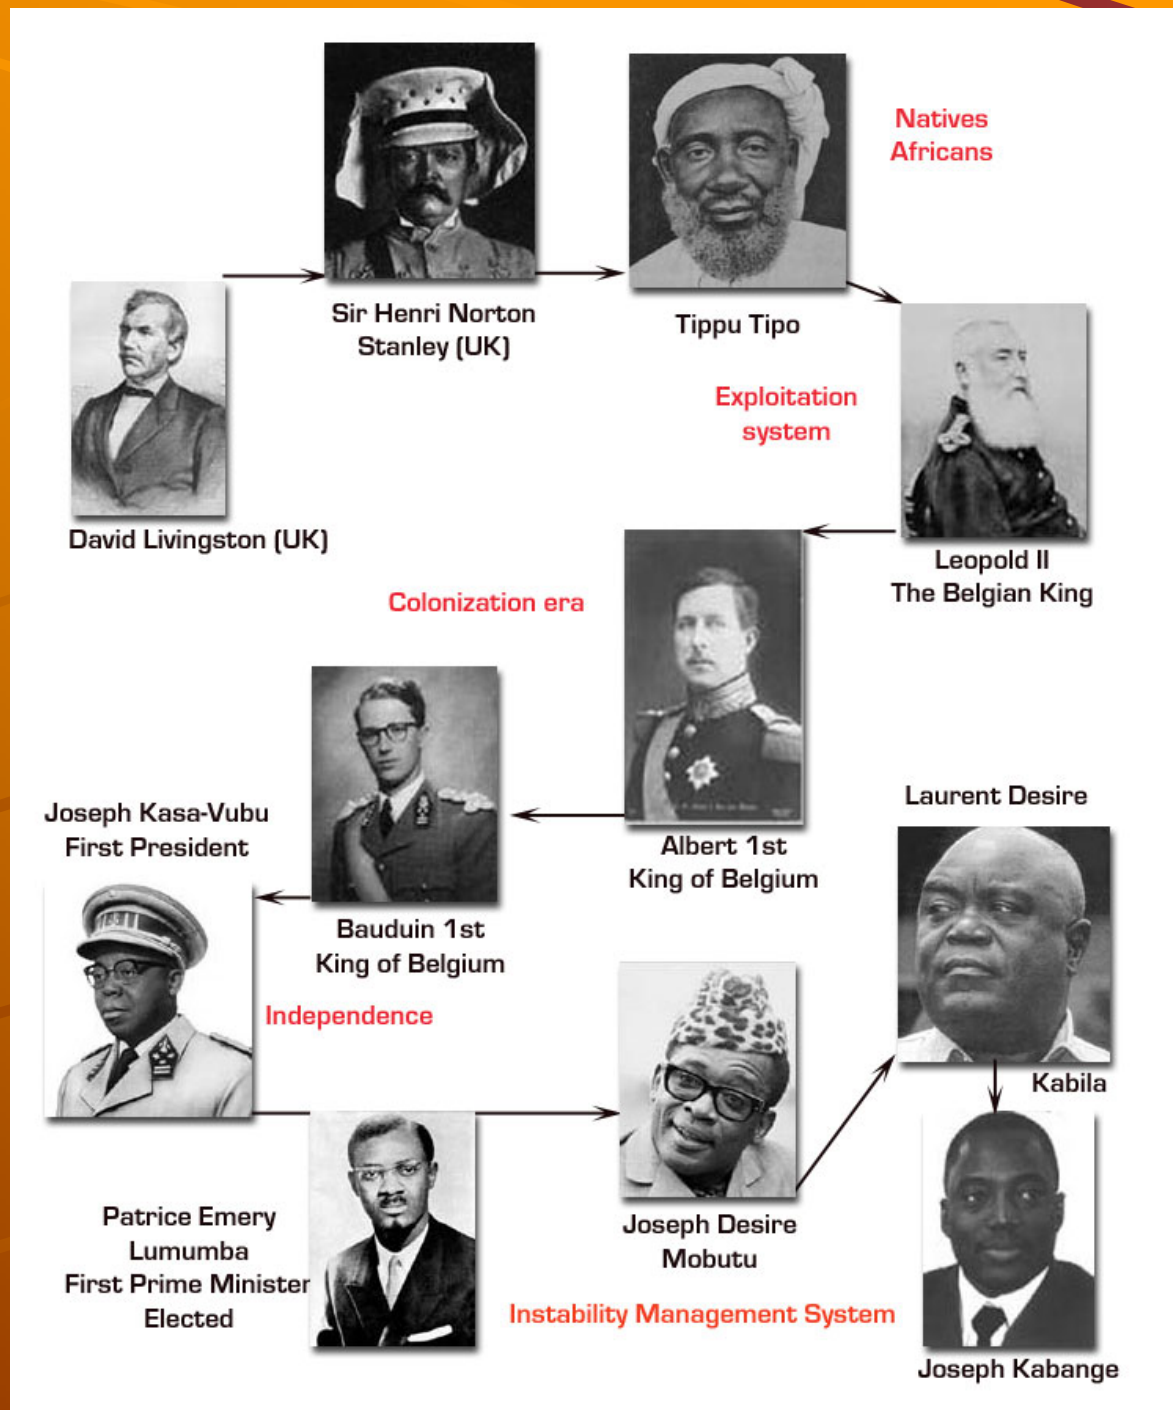 Natives
Africans
Sir Henri Norton
Stanley (UK)
Tippu Tipo
Exploitation
system
David Livingston (UK)
Leopold II
The Belgian King
Colonization era
Albert 1st
King of Belgium
Laurent Desire
Joseph Kasa-Vubu
First President
Bauduin 1st
King of Belgium
Independence
Kabila
Patrice Emery
Lumumba
First Prime Minister
Elected
Joseph Desire
Mobutu
Instability Management System
Joseph Kabange